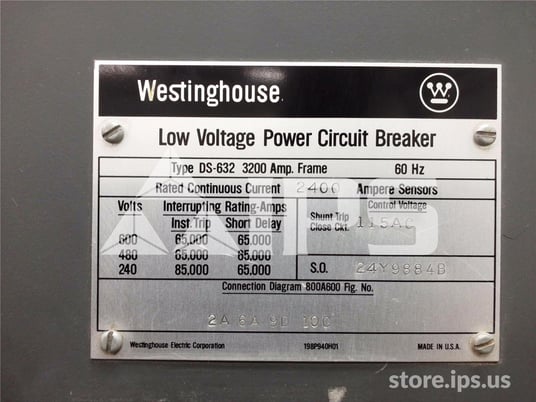 Westinghouse
W
Low Voltage Power Circuit Breaker
Type DS-632 3200 Amp. Frame 60 Hz
Rated Continuous Current 2400 Ampere Sensors
Volts Interrupting Rating-Amps Control Voltage
Inst. Trip Short Delay
Shunt Trip
Close Ckt. 115AC
600 65,000 65,000
480 65,000 65,000
240 85,000 65,000
S.O. 24Y9884B
Connection Diagram 800A600 Fig. No.
2A 6A 9D 10C
Westinghouse Electric Corporation 198P940H01 MADE IN U.S.A.
IPS
store.ips.us